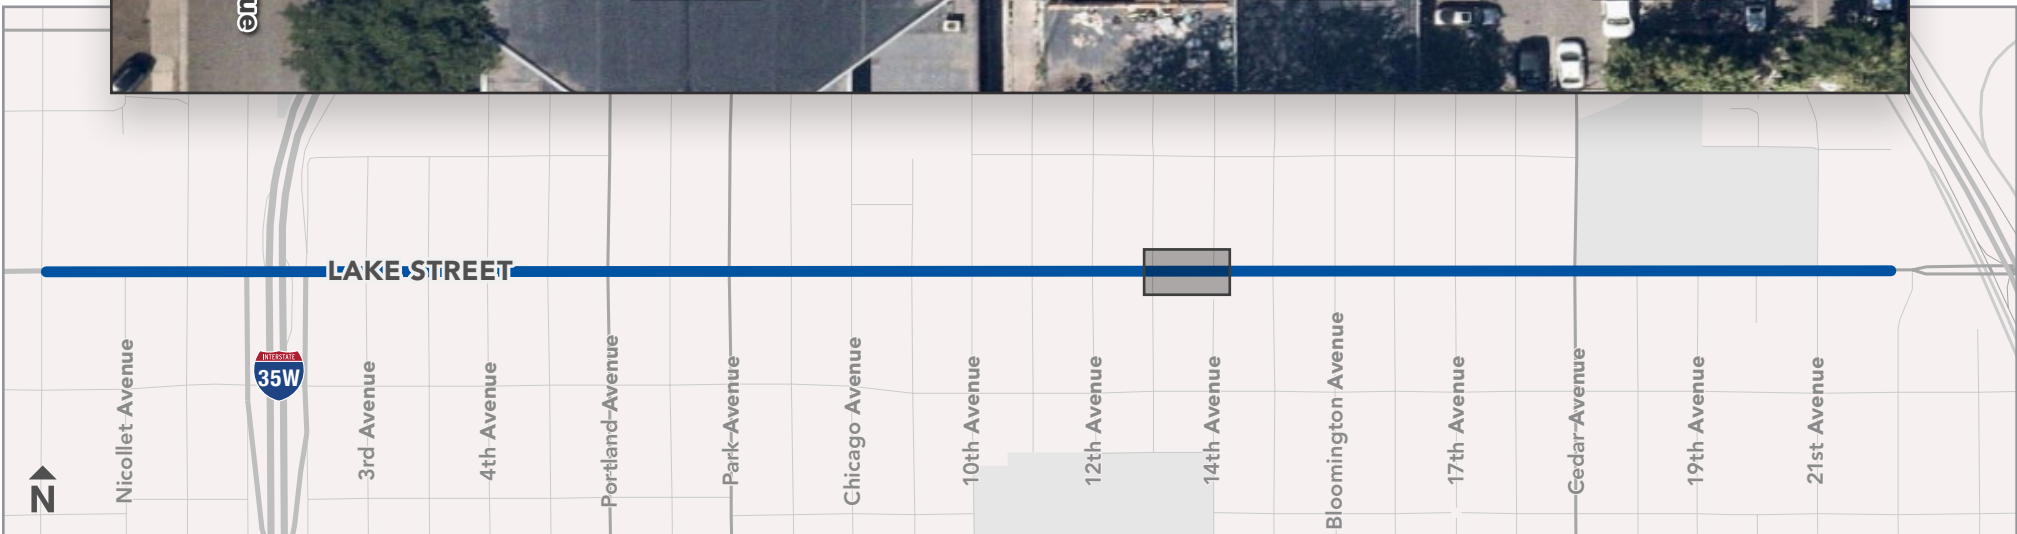 ue
LAKE STREET
INTERSTATE
35W
Nicollet Avenue
3rd Avenue
4th Avenue
Portland Avenue
Park Avenue
Chicago Avenue
10th Avenue
12th Avenue
14th Avenue
Bloomington Avenue
17th Avenue
Cedar Avenue
19th Avenue
21st Avenue
N